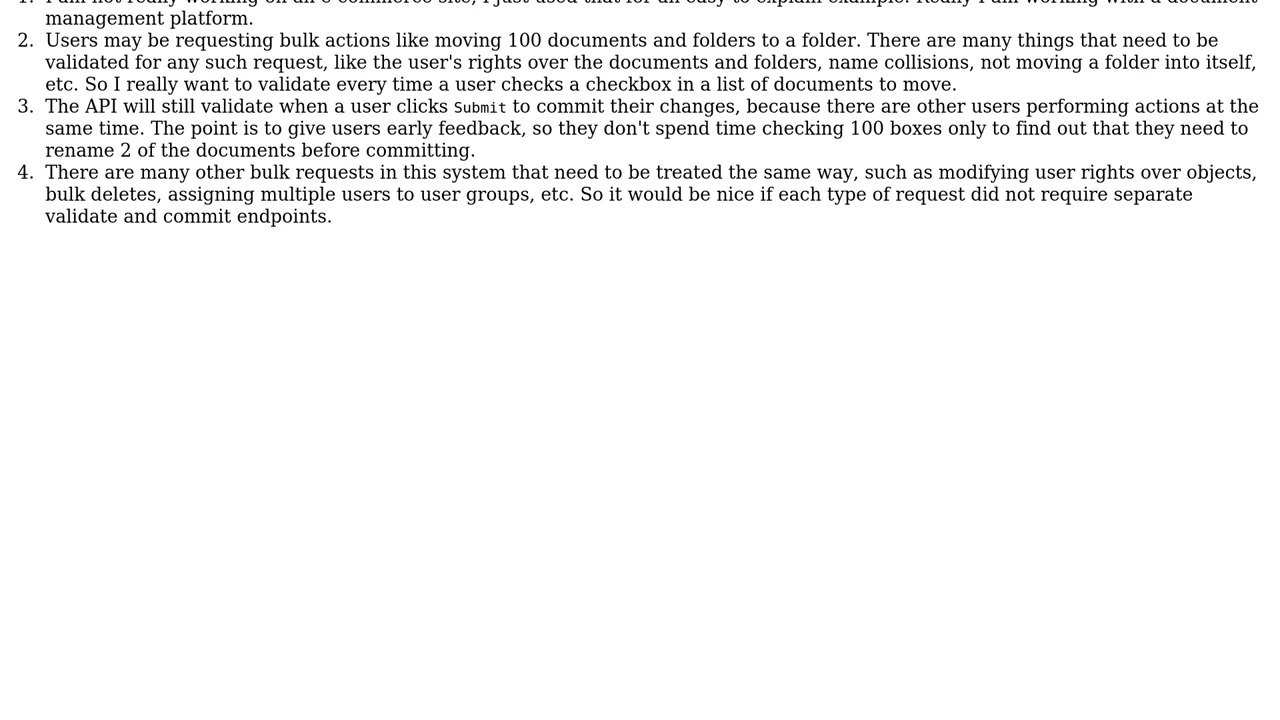 management platform.
2. Users may be requesting bulk actions like moving 100 documents and folders to a folder. There are many things that need to be
validated for any such request, like the user's rights over the documents and folders, name collisions, not moving a folder into itself,
etc. So I really want to validate every time a user checks a checkbox in a list of documents to move.
3. The API will still validate when a user clicks Submit to commit their changes, because there are other users performing actions at the
same time. The point is to give users early feedback, so they don't spend time checking 100 boxes only to find out that they need to
rename 2 of the documents before committing.
4. There are many other bulk requests in this system that need to be treated the same way, such as modifying user rights over objects,
bulk deletes, assigning multiple users to user groups, etc. So it would be nice if each type of request did not require separate
validate and commit endpoints.